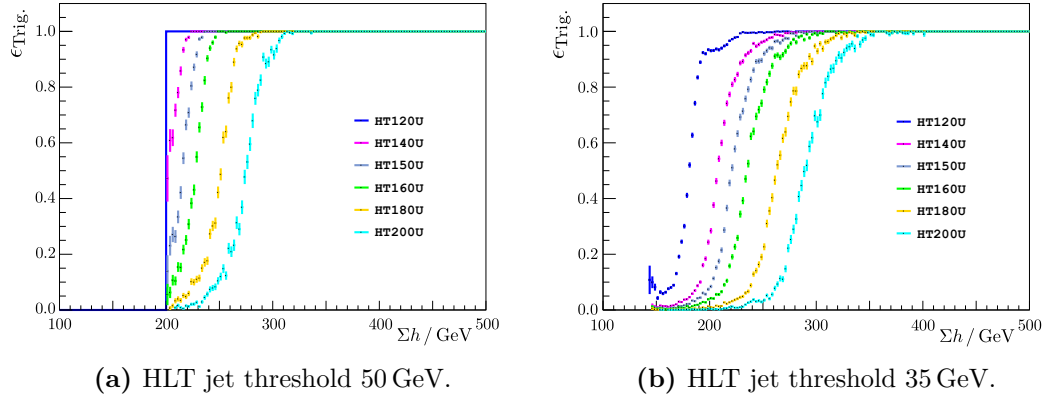 ϵTrig.
1.0
0.8
0.6
0.4
0.2
0.0
100
200
300
400
500
Σh / GeV
HT120U
HT140U
HT150U
HT160U
HT180U
HT200U
(a) HLT jet threshold 50 GeV.
ϵTrig.
1.0
0.8
0.6
0.4
0.2
0.0
100
200
300
400
500
Σh / GeV
HT120U
HT140U
HT150U
HT160U
HT180U
HT200U
(b) HLT jet threshold 35 GeV.